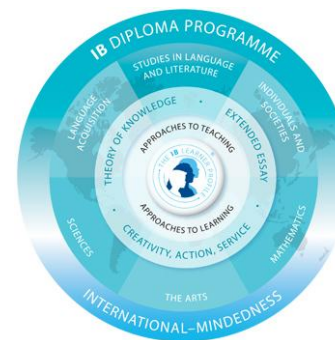 IB DIPLOMA PROGRAMME
STUDIES IN LANGUAGE
AND LITERATURE
LANGUAGE
ACQUISITION
INDIVIDUALS AND
SOCIETIES
THEORY OF KNOWLEDGE
EXTENDED ESSAY
APPROACHES TO TEACHING
THE IB LEARNER PROFILE
APPROACHES TO LEARNING
CREATIVITY, ACTION, SERVICE
SCIENCES
MATHEMATICS
THE ARTS
INTERNATIONAL-MINDEDNESS